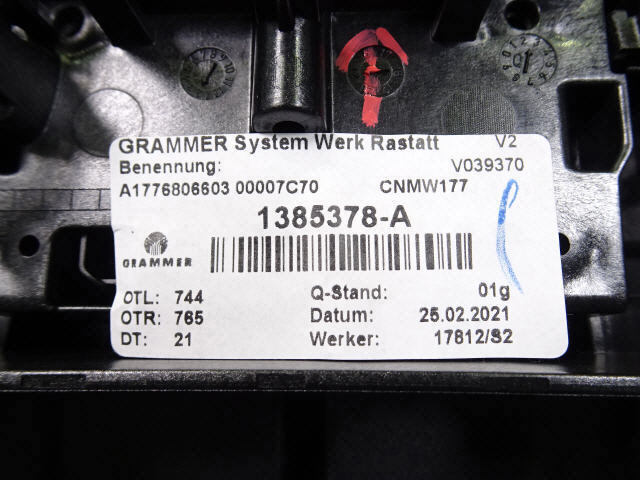 GRAMMER System Werk Rastatt V2
Benennung: V039370
A1776806603 00007C70 CNMW177
1385378-A
GRAMMER
OTL: 744 Q-Stand: 01g
OTR: 765 Datum: 25.02.2021
DT: 21 Werker: 17812/S2